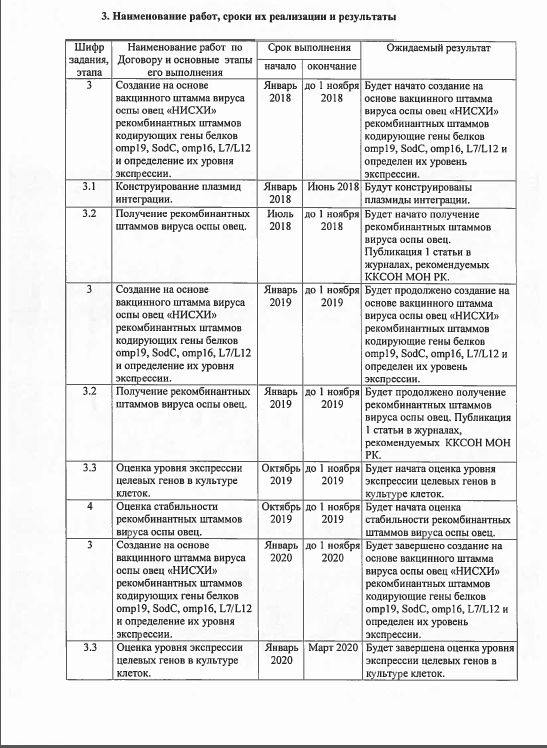 3. Наименование работ, сроки их реализации и результаты
Шифр задания, этапа
Наименование работ по Договору и основные этапы его выполнения
Срок выполнения
начало
окончание
Ожидаемый результат
3
Создание на основе
вакцинного штамма вируса
оспы овец «НИСХИ»
рекомбинантных штаммов
кодирующих гены белков
omp19, SodC, omp16, L7/L12
и определение их уровня
экспрессии.
Январь
2018
до 1 ноября
2018
Будет начато создание на
основе вакцинного штамма
вируса оспы овец «НИСХИ»
рекомбинантных штаммов
кодирующие гены белков
omp19, SodC, omp16, L7/L12 и
определен их уровень
экспрессии.
3.1
Конструирование плазмид
интеграции.
Январь
2018
Июнь 2018
Будут конструированы
плазмиды интеграции.
3.2
Получение рекомбинантных
штаммов вируса оспы овец.
Июль
2018
до 1 ноября
2018
Будет начато получение
рекомбинантных штаммов
вируса оспы овец.
Публикация 1 статьи в
журналах, рекомендуемых
ККСОН МОН РК.
3
Создание на основе
вакцинного штамма вируса
оспы овец «НИСХИ»
рекомбинантных штаммов
кодирующих гены белков
omp19, SodC, omp16, L7/L12
и определение их уровня
экспрессии.
Январь
2019
до 1 ноября
2019
Будет продолжено создание на
основе вакцинного штамма
вируса оспы овец «НИСХИ»
рекомбинантных штаммов
кодирующие гены белков
omp19, SodC, omp16, L7/L12 и
определен их уровень
экспрессии.
3.2
Получение рекомбинантных
штаммов вируса оспы овец.
Январь
2019
до 1 ноября
2019
Будет продолжено получение
рекомбинантных штаммов
вируса оспы овец. Публикация
1 статьи в журналах,
рекомендуемых ККСОН МОН
РК.
3.3
Оценка уровня экспрессии
целевых генов в культуре
клеток.
Октябрь
2019
до 1 ноября
2019
Будет начата оценка уровня
экспрессии целевых генов в
культуре клеток.
4
Оценка стабильности
рекомбинантных штаммов
вируса оспы овец.
Октябрь
2019
до 1 ноября
2019
Будет начата оценка
стабильности рекомбинантных
штаммов вируса оспы овец.
3
Создание на основе
вакцинного штамма вируса
оспы овец «НИСХИ»
рекомбинантных штаммов
кодирующих гены белков
omp19, SodC, omp16, L7/L12
и определение их уровня
экспрессии.
Январь
2020
до 1 ноября
2020
Будет завершено создание на
основе вакцинного штамма
вируса оспы овец «НИСХИ»
рекомбинантных штаммов
кодирующие гены белков
omp19, SodC, omp16, L7/L12 и
определен их уровень
экспрессии.
3.3
Оценка уровня экспрессии
целевых генов в культуре
клеток.
Январь
2020
Март 2020
Будет завершена оценка уровня
экспрессии целевых генов в
культуре клеток.